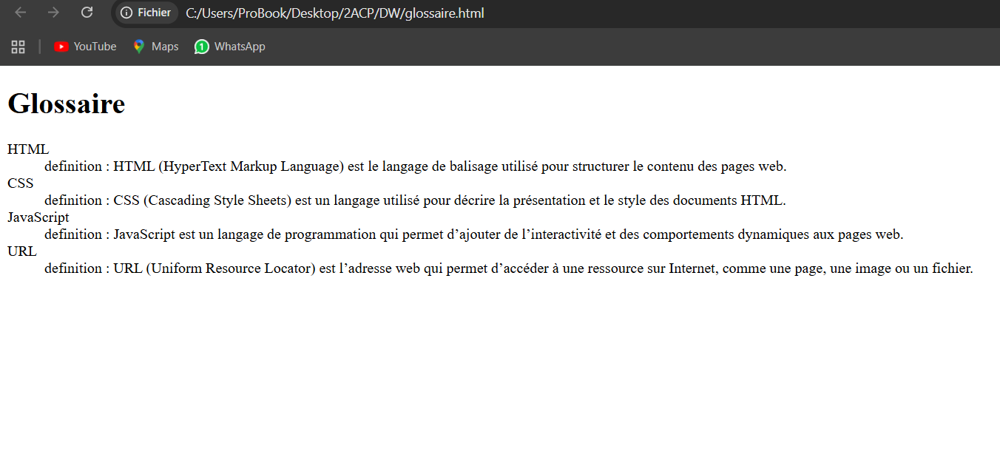 Fichier C:/Users/ProBook/Desktop/2ACP/DW/glossaire.html
YouTube Maps 1 WhatsApp
Glossaire
HTML
definition : HTML (HyperText Markup Language) est le langage de balisage utilisé pour structurer le contenu des pages web.
CSS
definition : CSS (Cascading Style Sheets) est un langage utilisé pour décrire la présentation et le style des documents HTML.
JavaScript
definition : JavaScript est un langage de programmation qui permet d’ajouter de l’interactivité et des comportements dynamiques aux pages web.
URL
definition : URL (Uniform Resource Locator) est l’adresse web qui permet d’accéder à une ressource sur Internet, comme une page, une image ou un fichier.